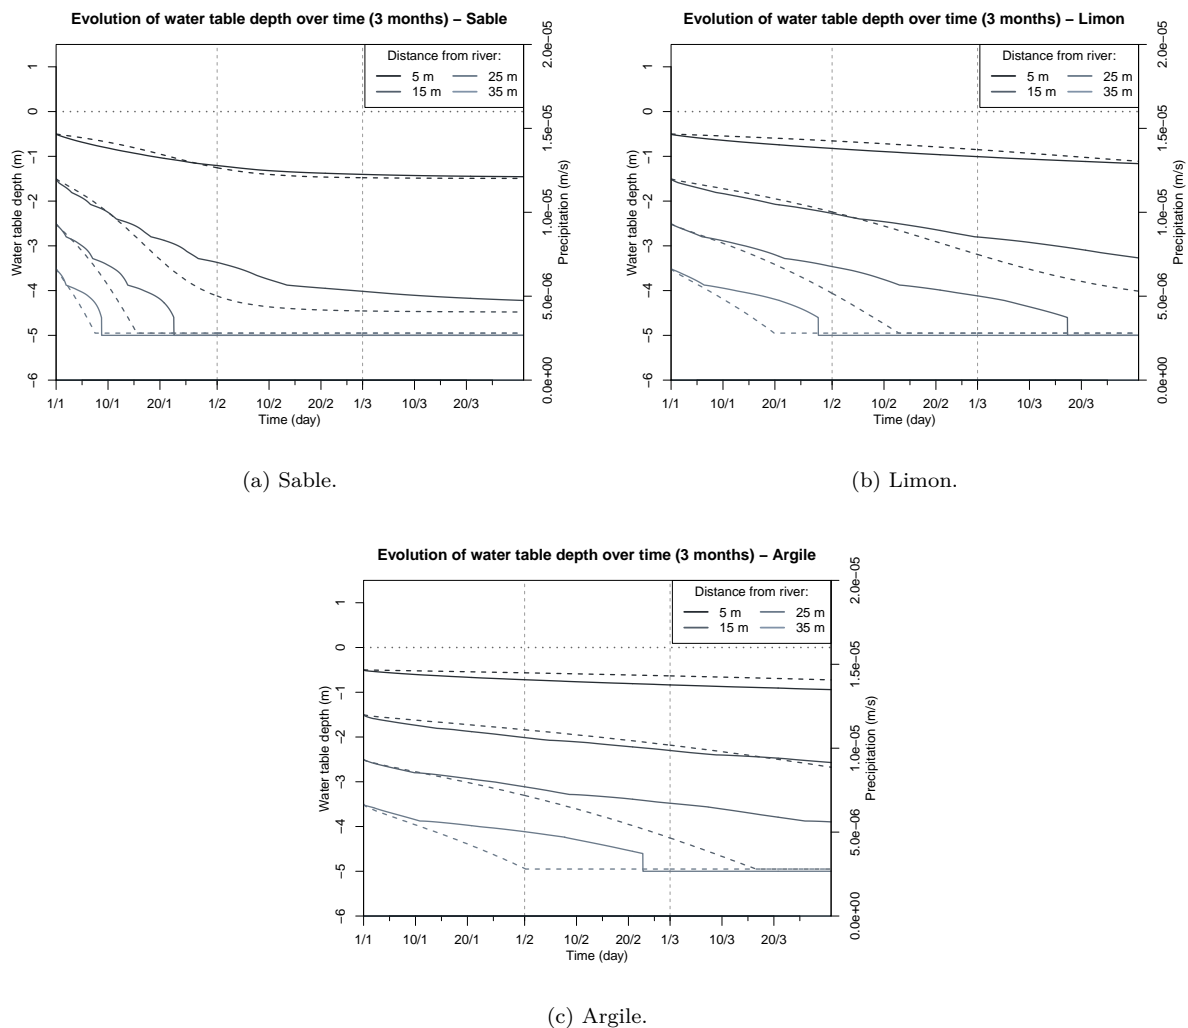 Evolution of water table depth over time (3 months) – Sable
Distance from river:
5 m 25 m
15 m 35 m
Water table depth (m)
1
0
−1
−2
−3
−4
−5
−6
Precipitation (m/s)
2.0e−05
1.5e−05
1.0e−05
5.0e−06
0.0e+00
1/1 10/1 20/1 1/2 10/2 20/2 1/3 10/3 20/3
Time (day)
(a) Sable.
Evolution of water table depth over time (3 months) – Limon
Distance from river:
5 m 25 m
15 m 35 m
Water table depth (m)
1
0
−1
−2
−3
−4
−5
−6
Precipitation (m/s)
2.0e−05
1.5e−05
1.0e−05
5.0e−06
0.0e+00
1/1 10/1 20/1 1/2 10/2 20/2 1/3 10/3 20/3
Time (day)
(b) Limon.
Evolution of water table depth over time (3 months) – Argile
Distance from river:
5 m 25 m
15 m 35 m
Water table depth (m)
1
0
−1
−2
−3
−4
−5
−6
Precipitation (m/s)
2.0e−05
1.5e−05
1.0e−05
5.0e−06
0.0e+00
1/1 10/1 20/1 1/2 10/2 20/2 1/3 10/3 20/3
Time (day)
(c) Argile.